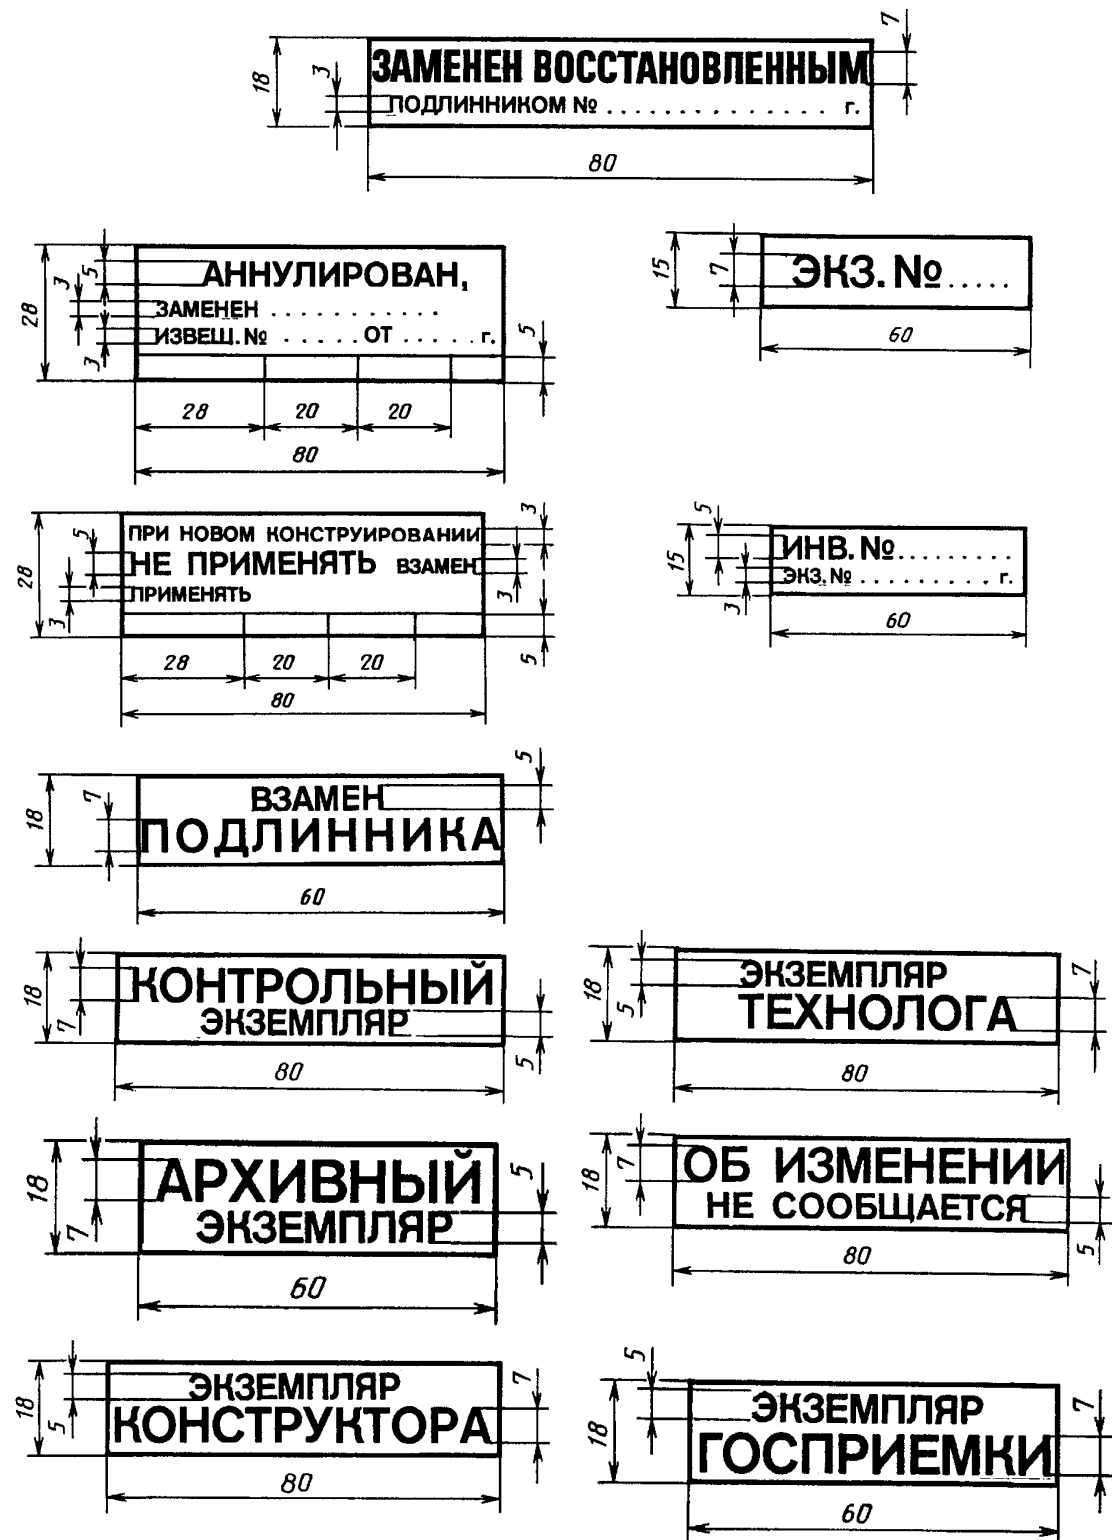 7
18
3
ЗАМЕНЕН ВОССТАНОВЛЕННЫМ
ПОДЛИННИКОМ № . . . . . . . . . . . . . . г.
80
28
3
5
3
АННУЛИРОВАН,
ЗАМЕНЕН . . . . . . . . . . . .
ИЗВЕЩ. № . . . . . ОТ . . . . . г.
5
28 20 20
80
15
7
ЭКЗ. № . . . . .
60
28
5
3
ПРИ НОВОМ КОНСТРУИРОВАНИИ
НЕ ПРИМЕНЯТЬ ВЗАМЕН
ПРИМЕНЯТЬ
3
3
5
28 20 20
80
15
5
3
ИНВ. № . . . . . . . . .
ЭКЗ. № . . . . . . . . . . г.
60
18
7
5
ВЗАМЕН
ПОДЛИННИКА
60
18
7
КОНТРОЛЬНЫЙ
ЭКЗЕМПЛЯР
5
80
18
5
ЭКЗЕМПЛЯР
ТЕХНОЛОГА
7
80
18
7
АРХИВНЫЙ
ЭКЗЕМПЛЯР
5
60
18
7
ОБ ИЗМЕНЕНИИ
НЕ СООБЩАЕТСЯ
5
80
18
5
ЭКЗЕМПЛЯР
КОНСТРУКТОРА
7
80
18
5
ЭКЗЕМПЛЯР
ГОСПРИЕМКИ
7
60